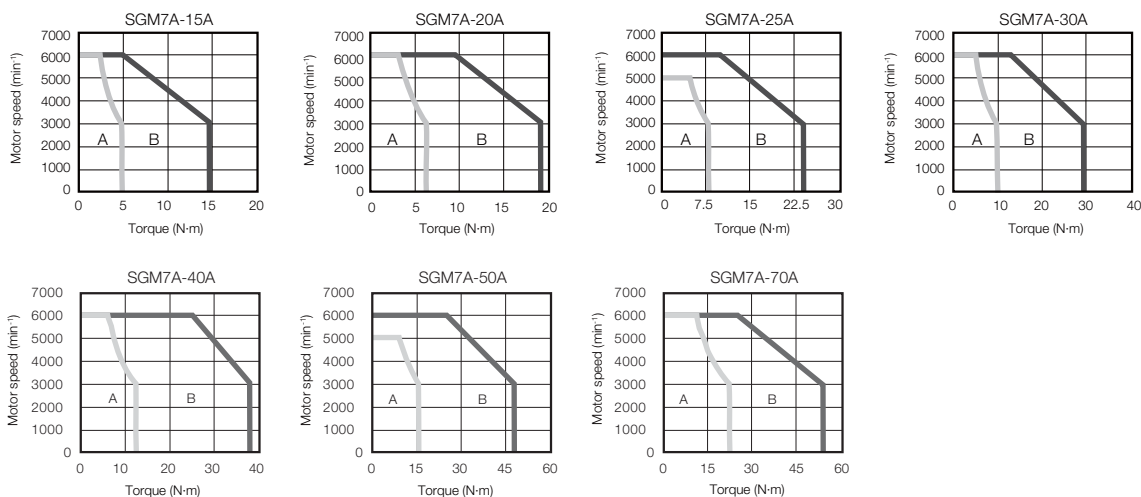 SGM7A-15A
Motor speed (min⁻¹)
7000
6000
5000
4000
3000
2000
1000
0
A
B
0 5 10 15 20
Torque (N·m)
SGM7A-20A
Motor speed (min⁻¹)
7000
6000
5000
4000
3000
2000
1000
0
A
B
0 5 10 15 20
Torque (N·m)
SGM7A-25A
Motor speed (min⁻¹)
7000
6000
5000
4000
3000
2000
1000
0
A
B
0 7.5 15 22.5 30
Torque (N·m)
SGM7A-30A
Motor speed (min⁻¹)
7000
6000
5000
4000
3000
2000
1000
0
A
B
0 10 20 30 40
Torque (N·m)
SGM7A-40A
Motor speed (min⁻¹)
7000
6000
5000
4000
3000
2000
1000
0
A
B
0 10 20 30 40
Torque (N·m)
SGM7A-50A
Motor speed (min⁻¹)
7000
6000
5000
4000
3000
2000
1000
0
A
B
0 15 30 45 60
Torque (N·m)
SGM7A-70A
Motor speed (min⁻¹)
7000
6000
5000
4000
3000
2000
1000
0
A
B
0 15 30 45 60
Torque (N·m)